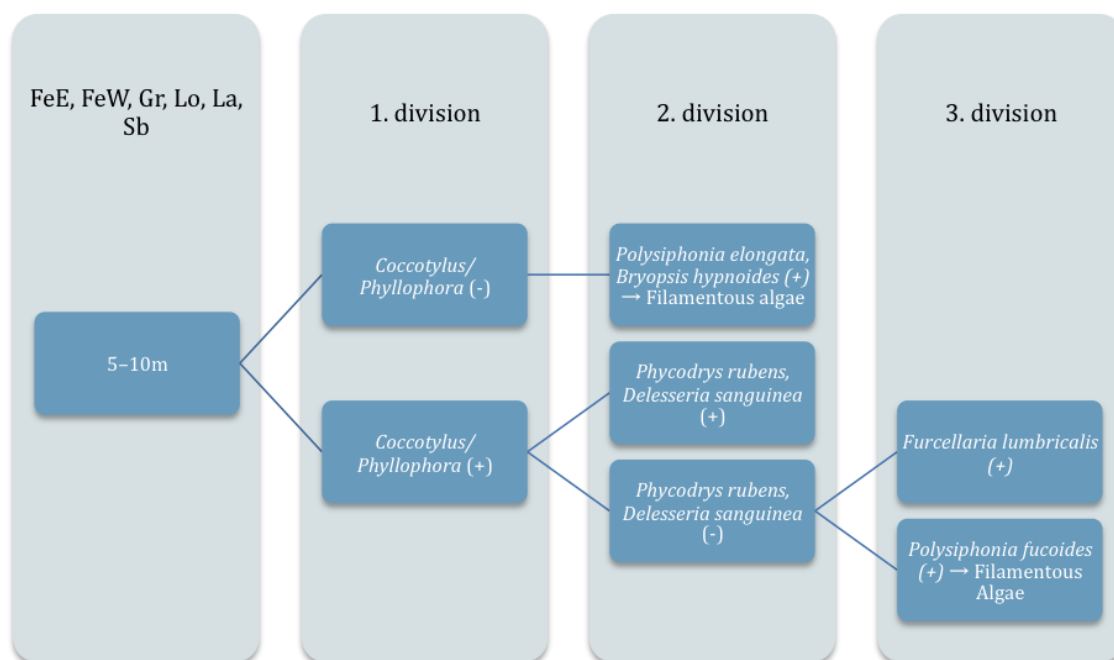 FeE, FeW, Gr, Lo, La,
Sb
1. division
2. division
3. division
5–10m
Coccotylus/
Phyllophora (-)
Coccotylus/
Phyllophora (+)
Polysiphonia elongata,
Bryopsis hypnoides (+)
→ Filamentous algae
Phycodrys rubens,
Delesseria sanguinea
(+)
Phycodrys rubens,
Delesseria sanguinea
(-)
Furcellaria lumbricalis
(+)
Polysiphonia fucoides
(+) → Filamentous
Algae